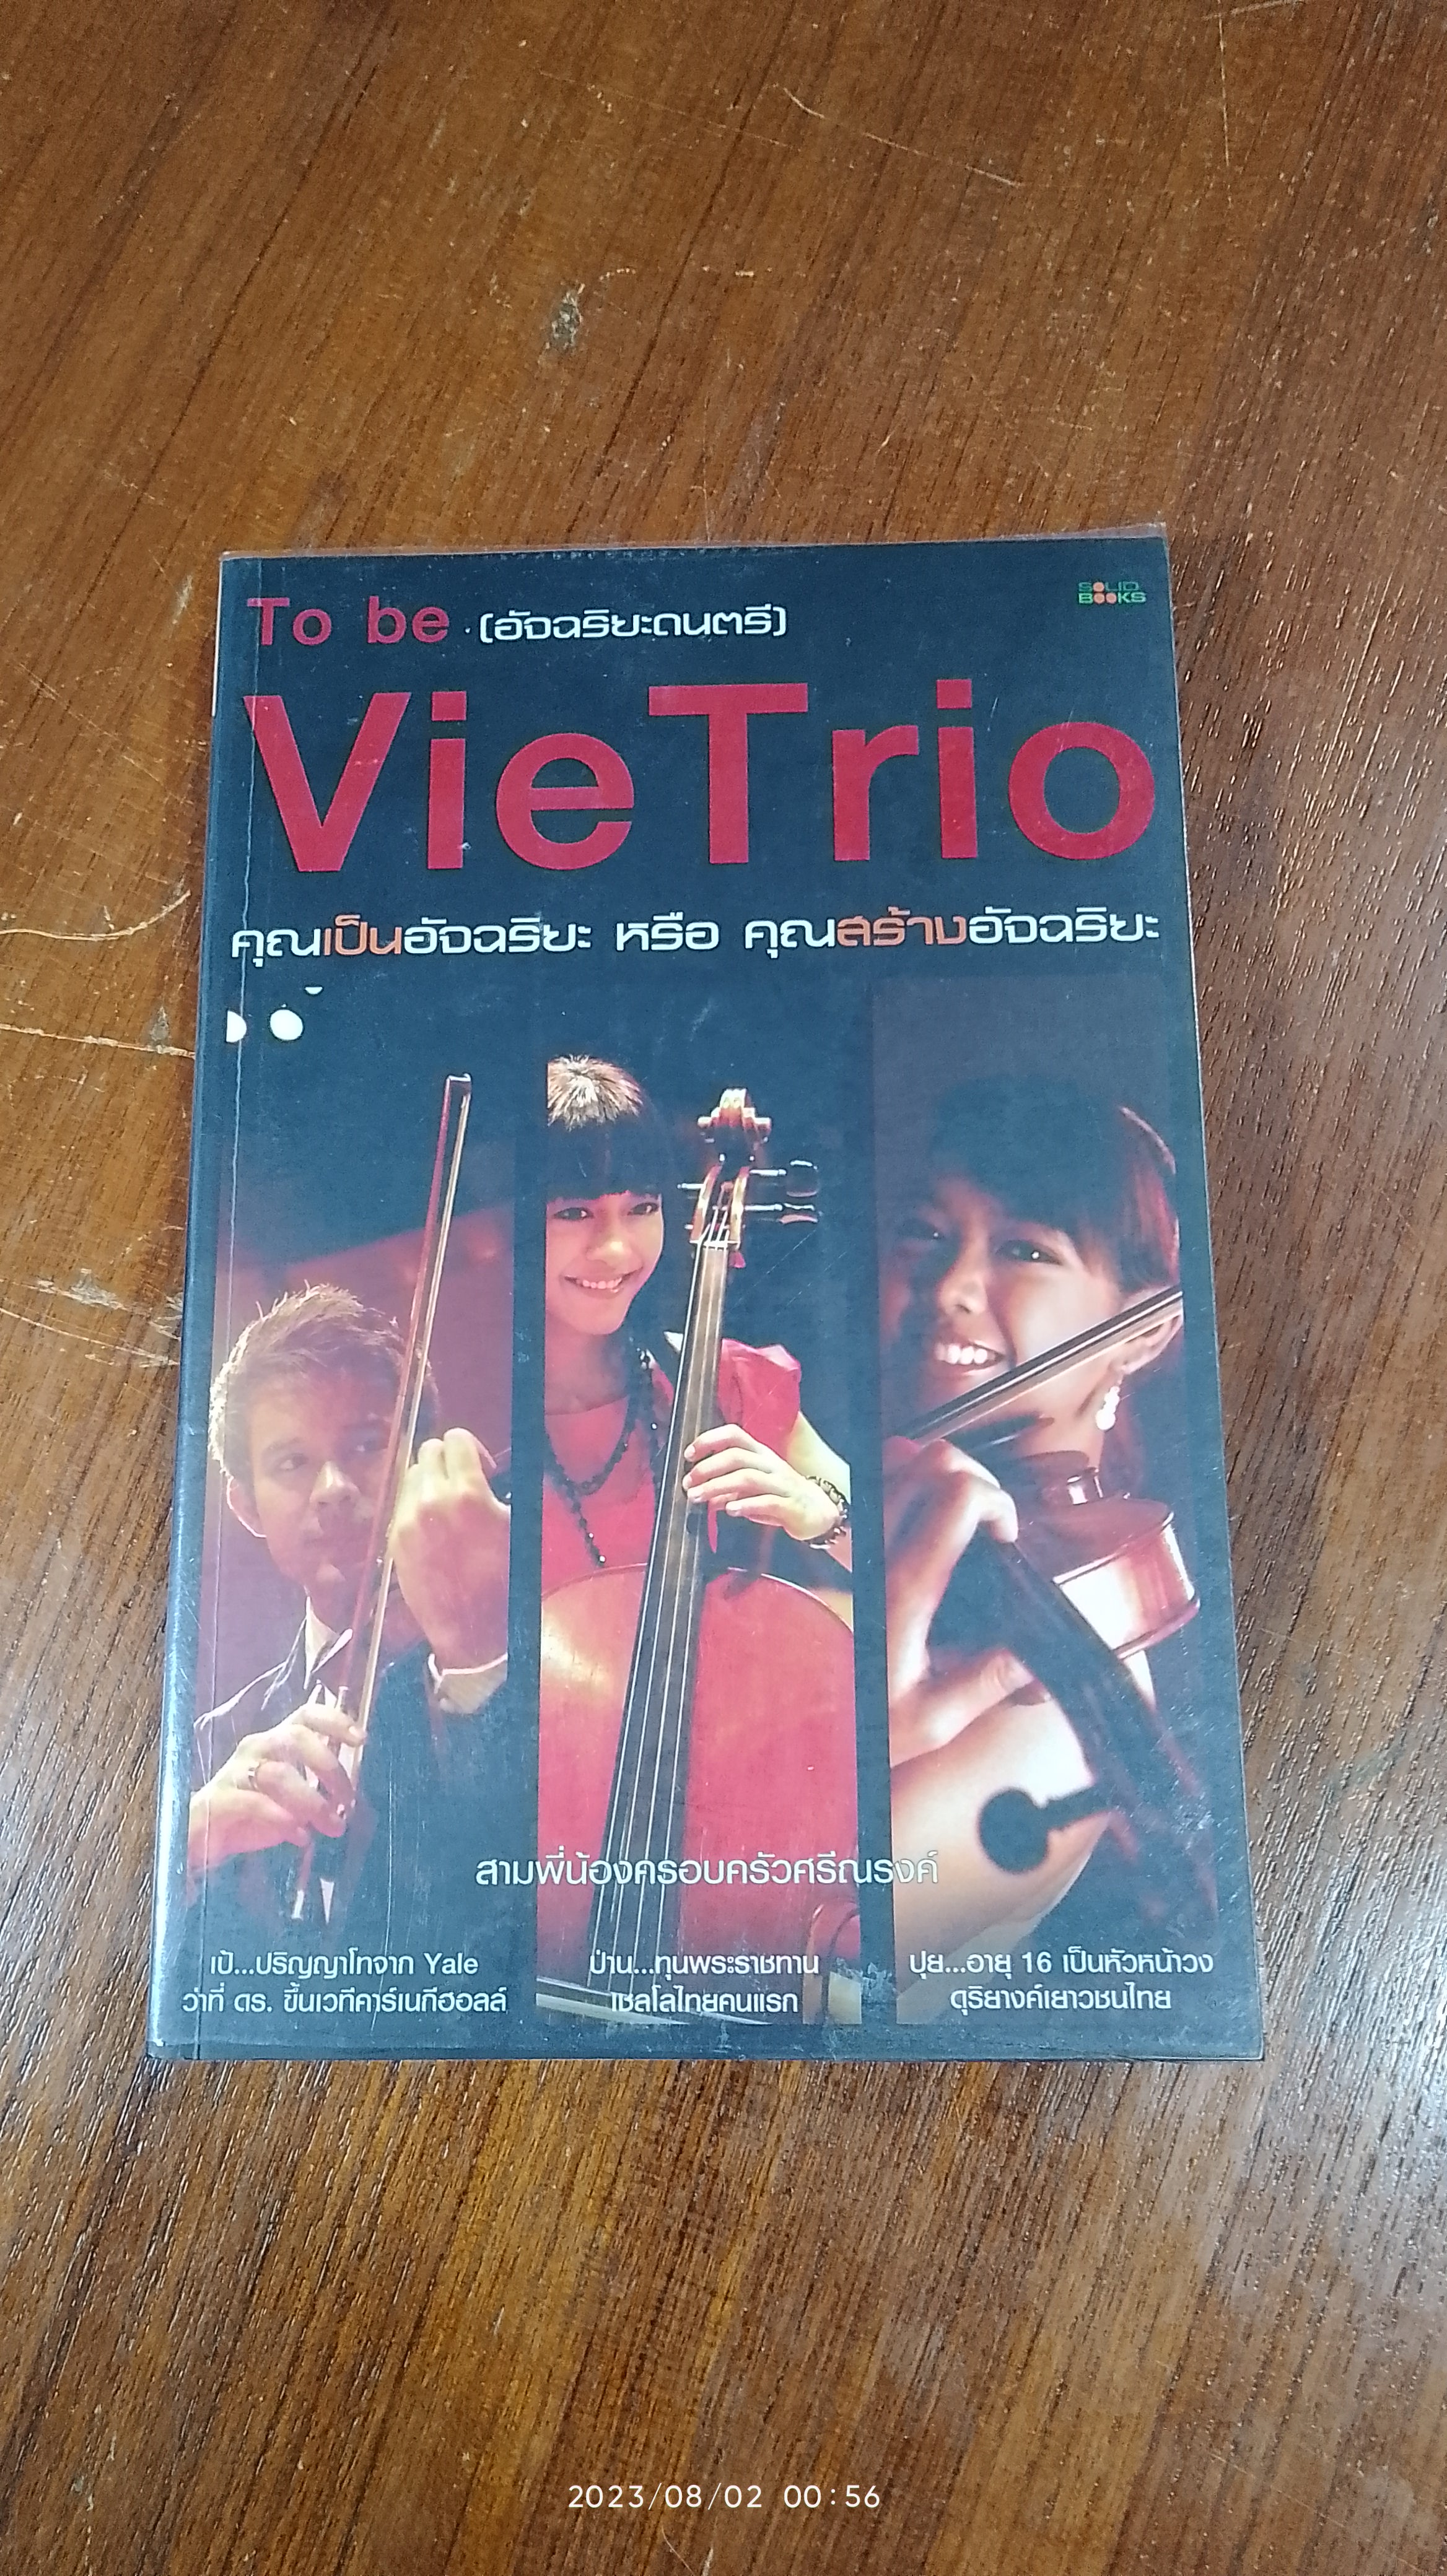 To be (อัจฉริยะดนตรี)
SOLID
BOOKS
VieTrio
คุณเป็นอัจฉริยะ หรือ คุณสร้างอัจฉริยะ
สามพี่น้องครอบครัวศรีณรงค์
เป้...ปริญญาโทจาก Yale
ว่าที่ ดร. ขึ้นเวทีคาร์เนกีฮอลล์
ป่าน...ทุนพระราชทาน
เชลโลไทยคนแรก
ปุย...อายุ 16 เป็นหัวหน้าวง
ดุริยางค์เยาวชนไทย
2023/08/02 00:56